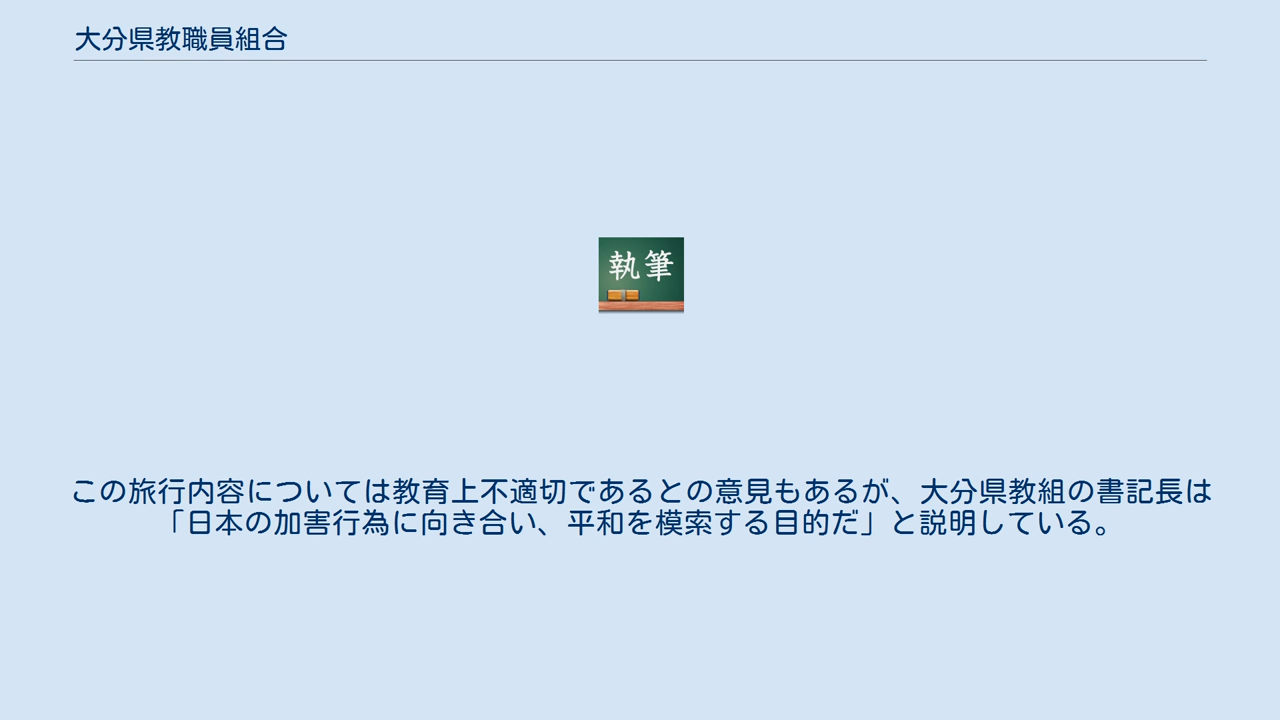 大分県教職員組合
執筆
この旅行内容については教育上不適切であるとの意見もあるが、大分県教組の書記長は
「日本の加害行為に向き合い、平和を模索する目的だ」と説明している。